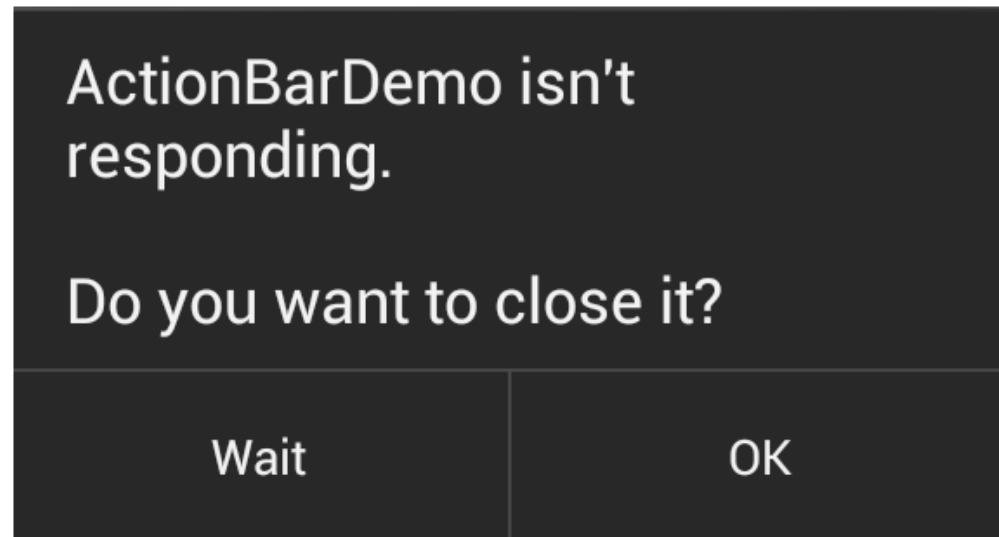 ActionBarDemo isn't
responding.
Do you want to close it?
Wait
OK